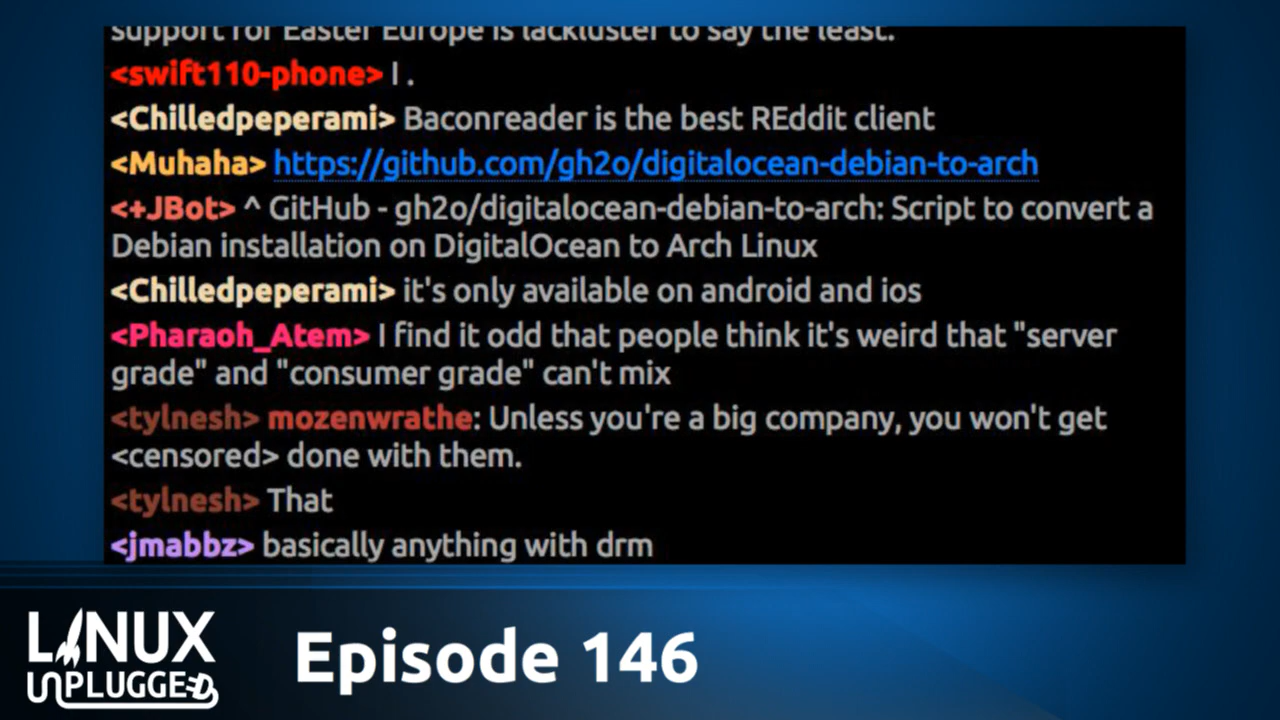 support for Easter Europe is lackluster to say the least.
<swift110-phone> I .
<Chilledpeperami> Baconreader is the best REddit client
<Muhaha> https://github.com/gh2o/digitalocean-debian-to-arch
<+JBot> ^ GitHub - gh2o/digitalocean-debian-to-arch: Script to convert a
Debian installation on DigitalOcean to Arch Linux
<Chilledpeperami> it's only available on android and ios
<Pharaoh_Atem> I find it odd that people think it's weird that "server
grade" and "consumer grade" can't mix
<tylnesh> mozenwrathe: Unless you're a big company, you won't get
<censored> done with them.
<tylnesh> That
<jmabbz> basically anything with drm
LINUX
UNPLUGGED
Episode 146